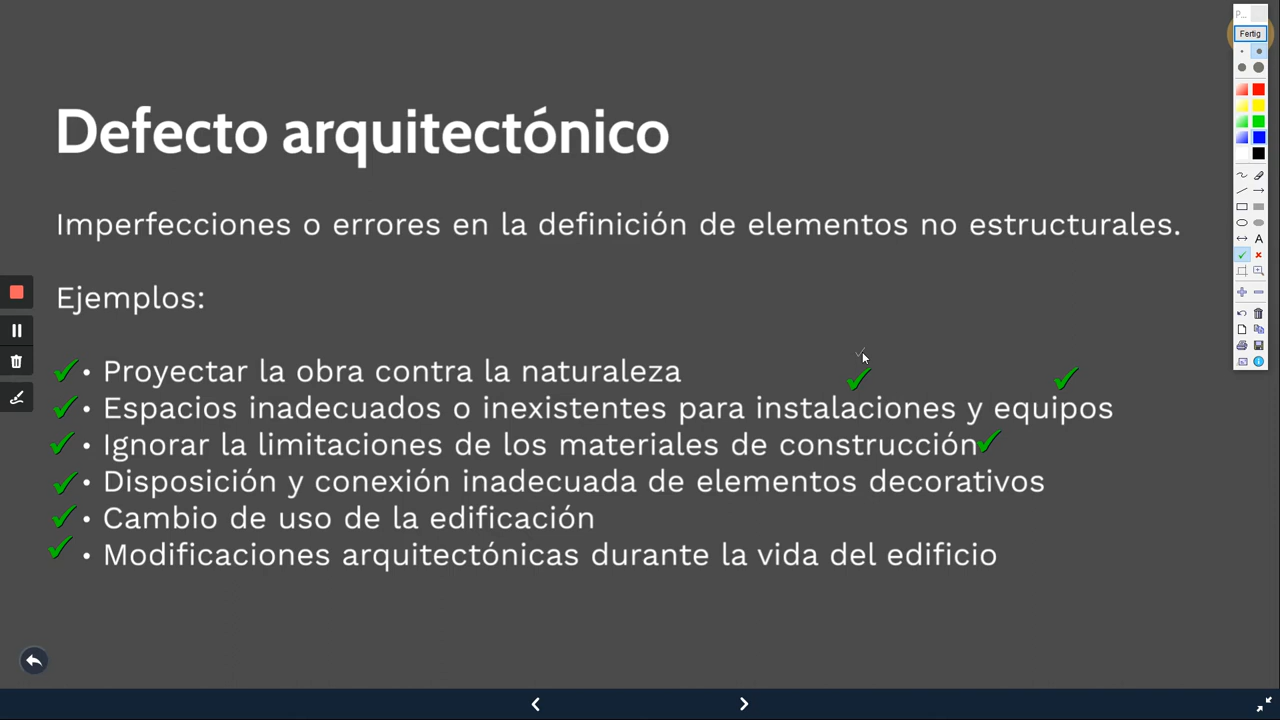 P...
Fertig
Defecto arquitectónico
Imperfecciones o errores en la definición de elementos no estructurales.
Ejemplos:
• Proyectar la obra contra la naturaleza
• Espacios inadecuados o inexistentes para instalaciones y equipos
• Ignorar la limitaciones de los materiales de construcción
• Disposición y conexión inadecuada de elementos decorativos
• Cambio de uso de la edificación
• Modificaciones arquitectónicas durante la vida del edificio
A